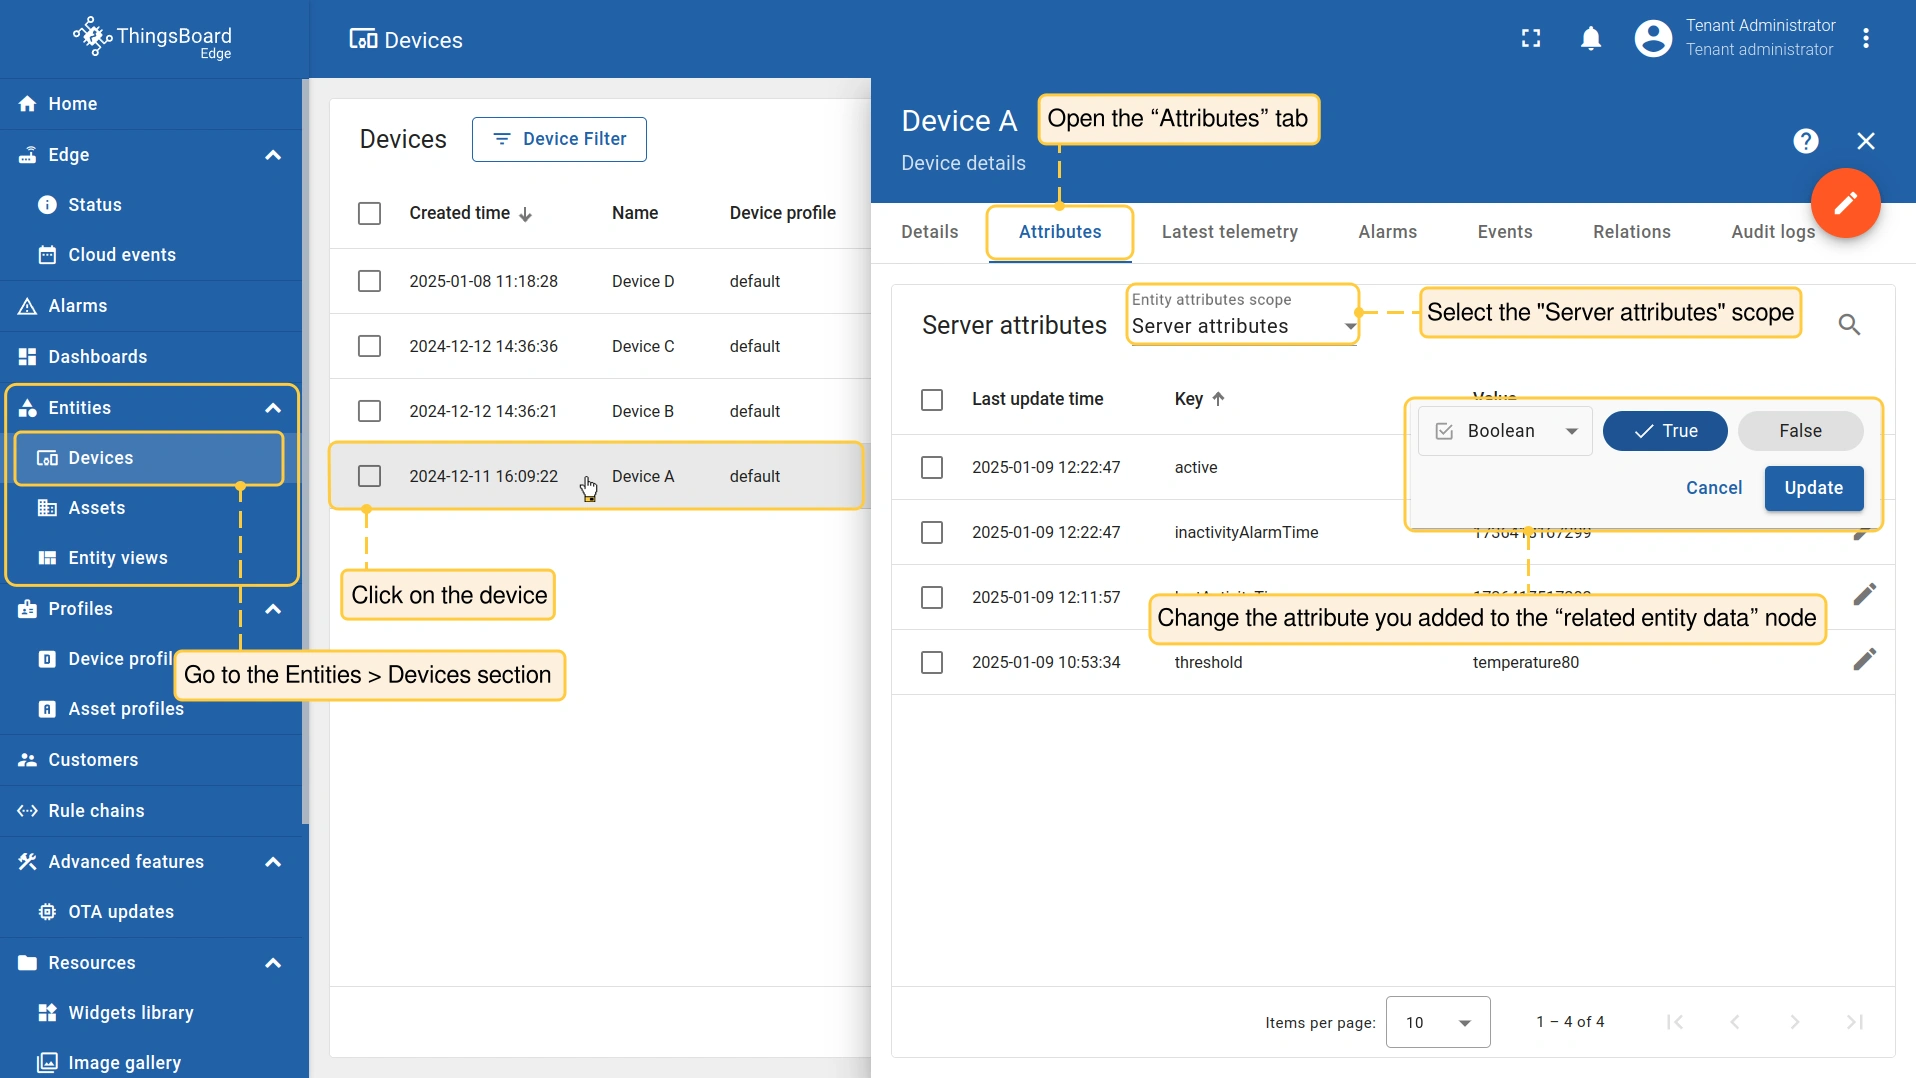 ThingsBoard
Edge
Devices
Tenant Administrator
Tenant administrator
Home
Edge
Status
Cloud events
Alarms
Dashboards
Entities
Devices
Assets
Entity views
Profiles
Device profil
Asset profiles
Customers
Rule chains
Advanced features
OTA updates
Resources
Widgets library
Image gallery
Go to the Entities > Devices section
Devices
Device Filter
Created time Name Device profile
2025-01-08 11:18:28 Device D default
2024-12-12 14:36:36 Device C default
2024-12-12 14:36:21 Device B default
2024-12-11 16:09:22 Device A default
Click on the device
Device A
Device details
Open the “Attributes” tab
Details Attributes Latest telemetry Alarms Events Relations Audit logs
Server attributes
Entity attributes scope
Server attributes
Select the "Server attributes" scope
Last update time Key Value
2025-01-09 12:22:47 active
Boolean True False
Cancel Update
2025-01-09 12:22:47 inactivityAlarmTime
2025-01-09 12:11:57
Change the attribute you added to the “related entity data” node
2025-01-09 10:53:34 threshold temperature80
Items per page: 10 1 – 4 of 4